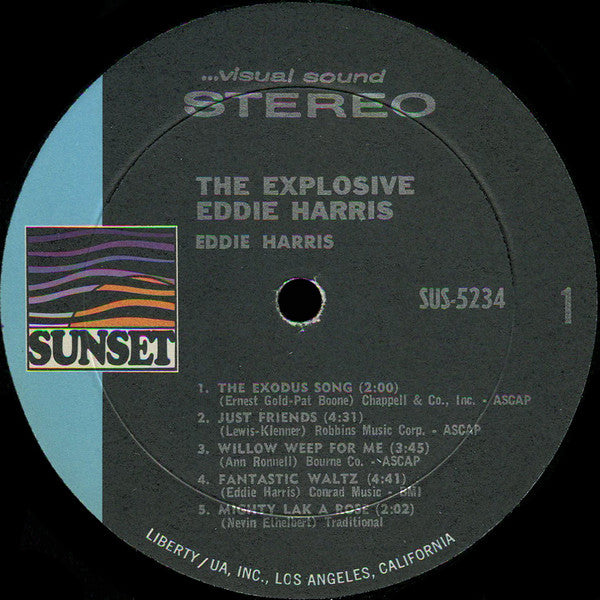 ...visual sound
STEREO
THE EXPLOSIVE
EDDIE HARRIS
EDDIE HARRIS
SUNSET
SUS-5234
1
1. THE EXODUS SONG (2:00)
(Ernest Gold-Pat Boone) Chappell & Co., Inc. - ASCAP
2. JUST FRIENDS (4:31)
(Lewis-Klenner) Robbins Music Corp. - ASCAP
3. WILLOW WEEP FOR ME (3:45)
(Ann Ronnell) Bourne Co. - ASCAP
4. FANTASTIC WALTZ (4:41)
(Eddie Harris) Conrad Music - BMI
5. MIGHTY LAK A ROSE (2:02)
(Nevin Ethelbert) Traditional
LIBERTY/UA, INC., LOS ANGELES, CALIFORNIA